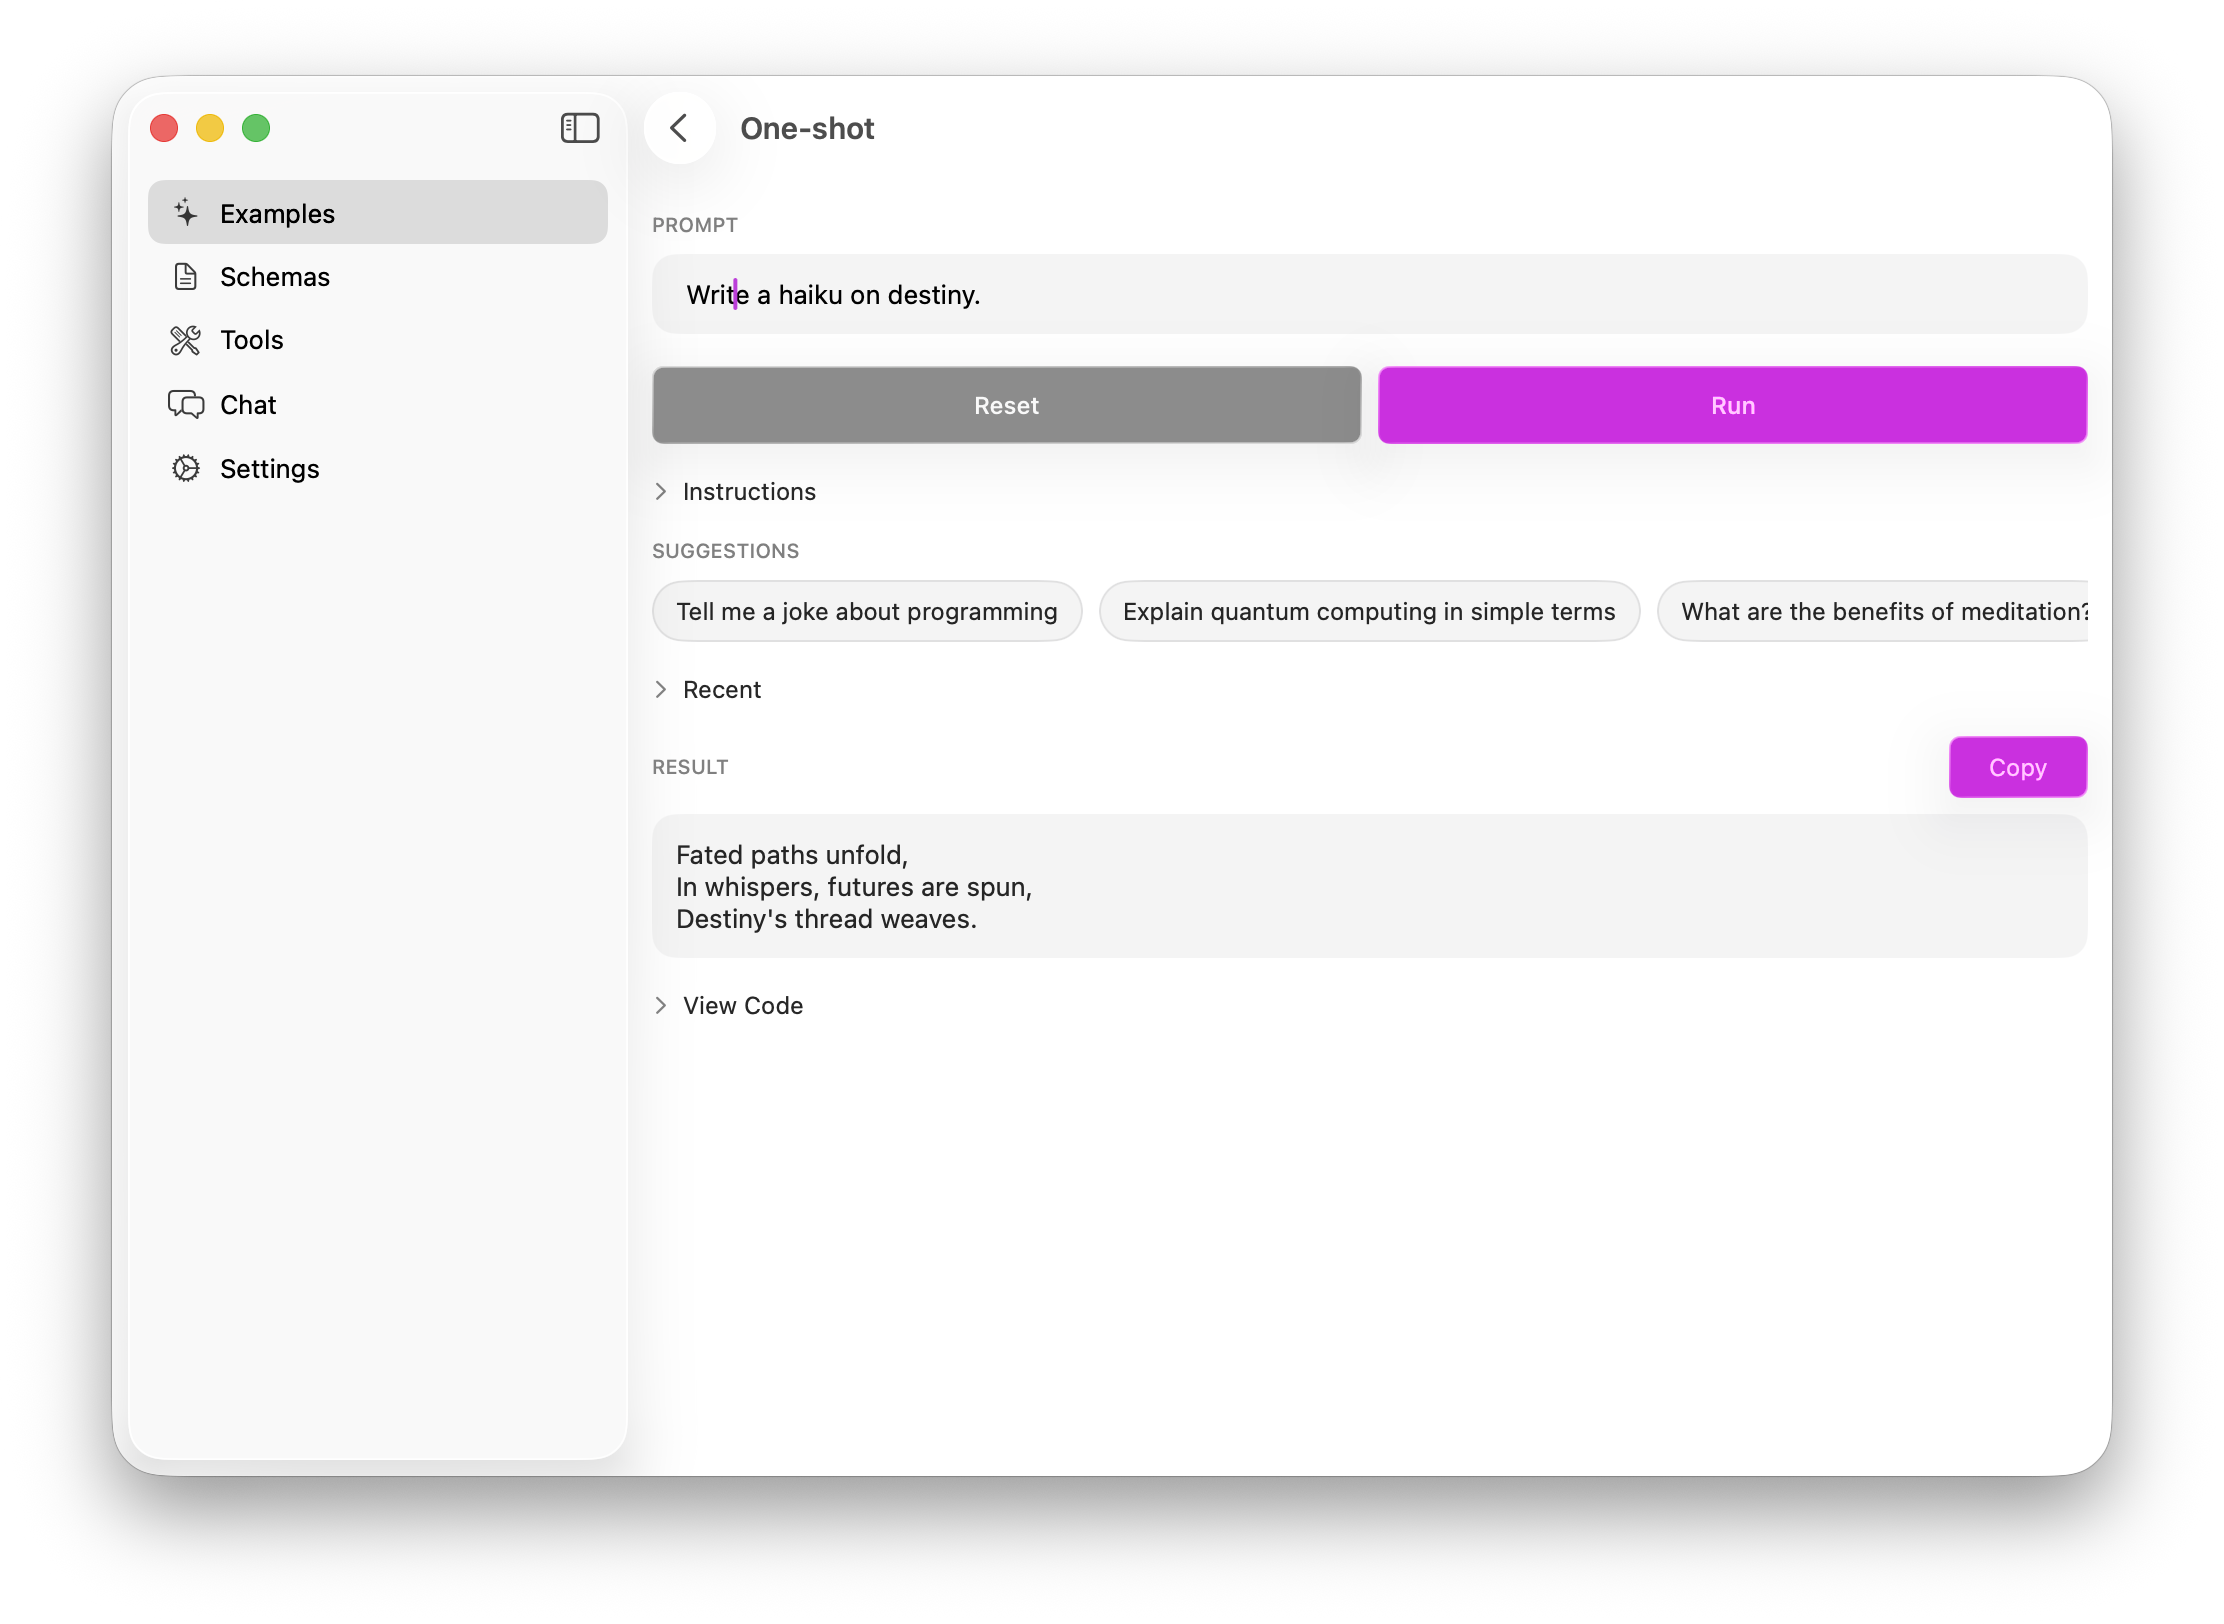 One-shot
Examples
Schemas
Tools
Chat
Settings
PROMPT
Write a haiku on destiny.
Reset
Run
Instructions
SUGGESTIONS
Tell me a joke about programming
Explain quantum computing in simple terms
What are the benefits of meditation?
Recent
RESULT
Copy
Fated paths unfold,
In whispers, futures are spun,
Destiny's thread weaves.
View Code